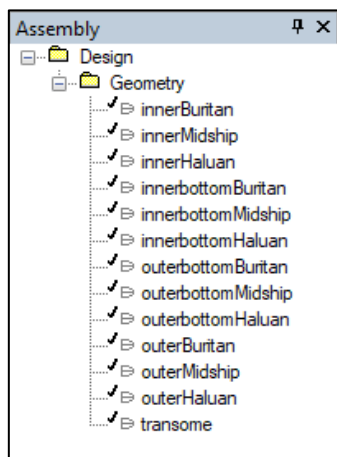 Assembly
Design
Geometry
innerBuritan
innerMidship
innerHaluan
innerbottomBuritan
innerbottomMidship
innerbottomHaluan
outerbottomBuritan
outerbottomMidship
outerbottomHaluan
outerBuritan
outerMidship
outerHaluan
transome